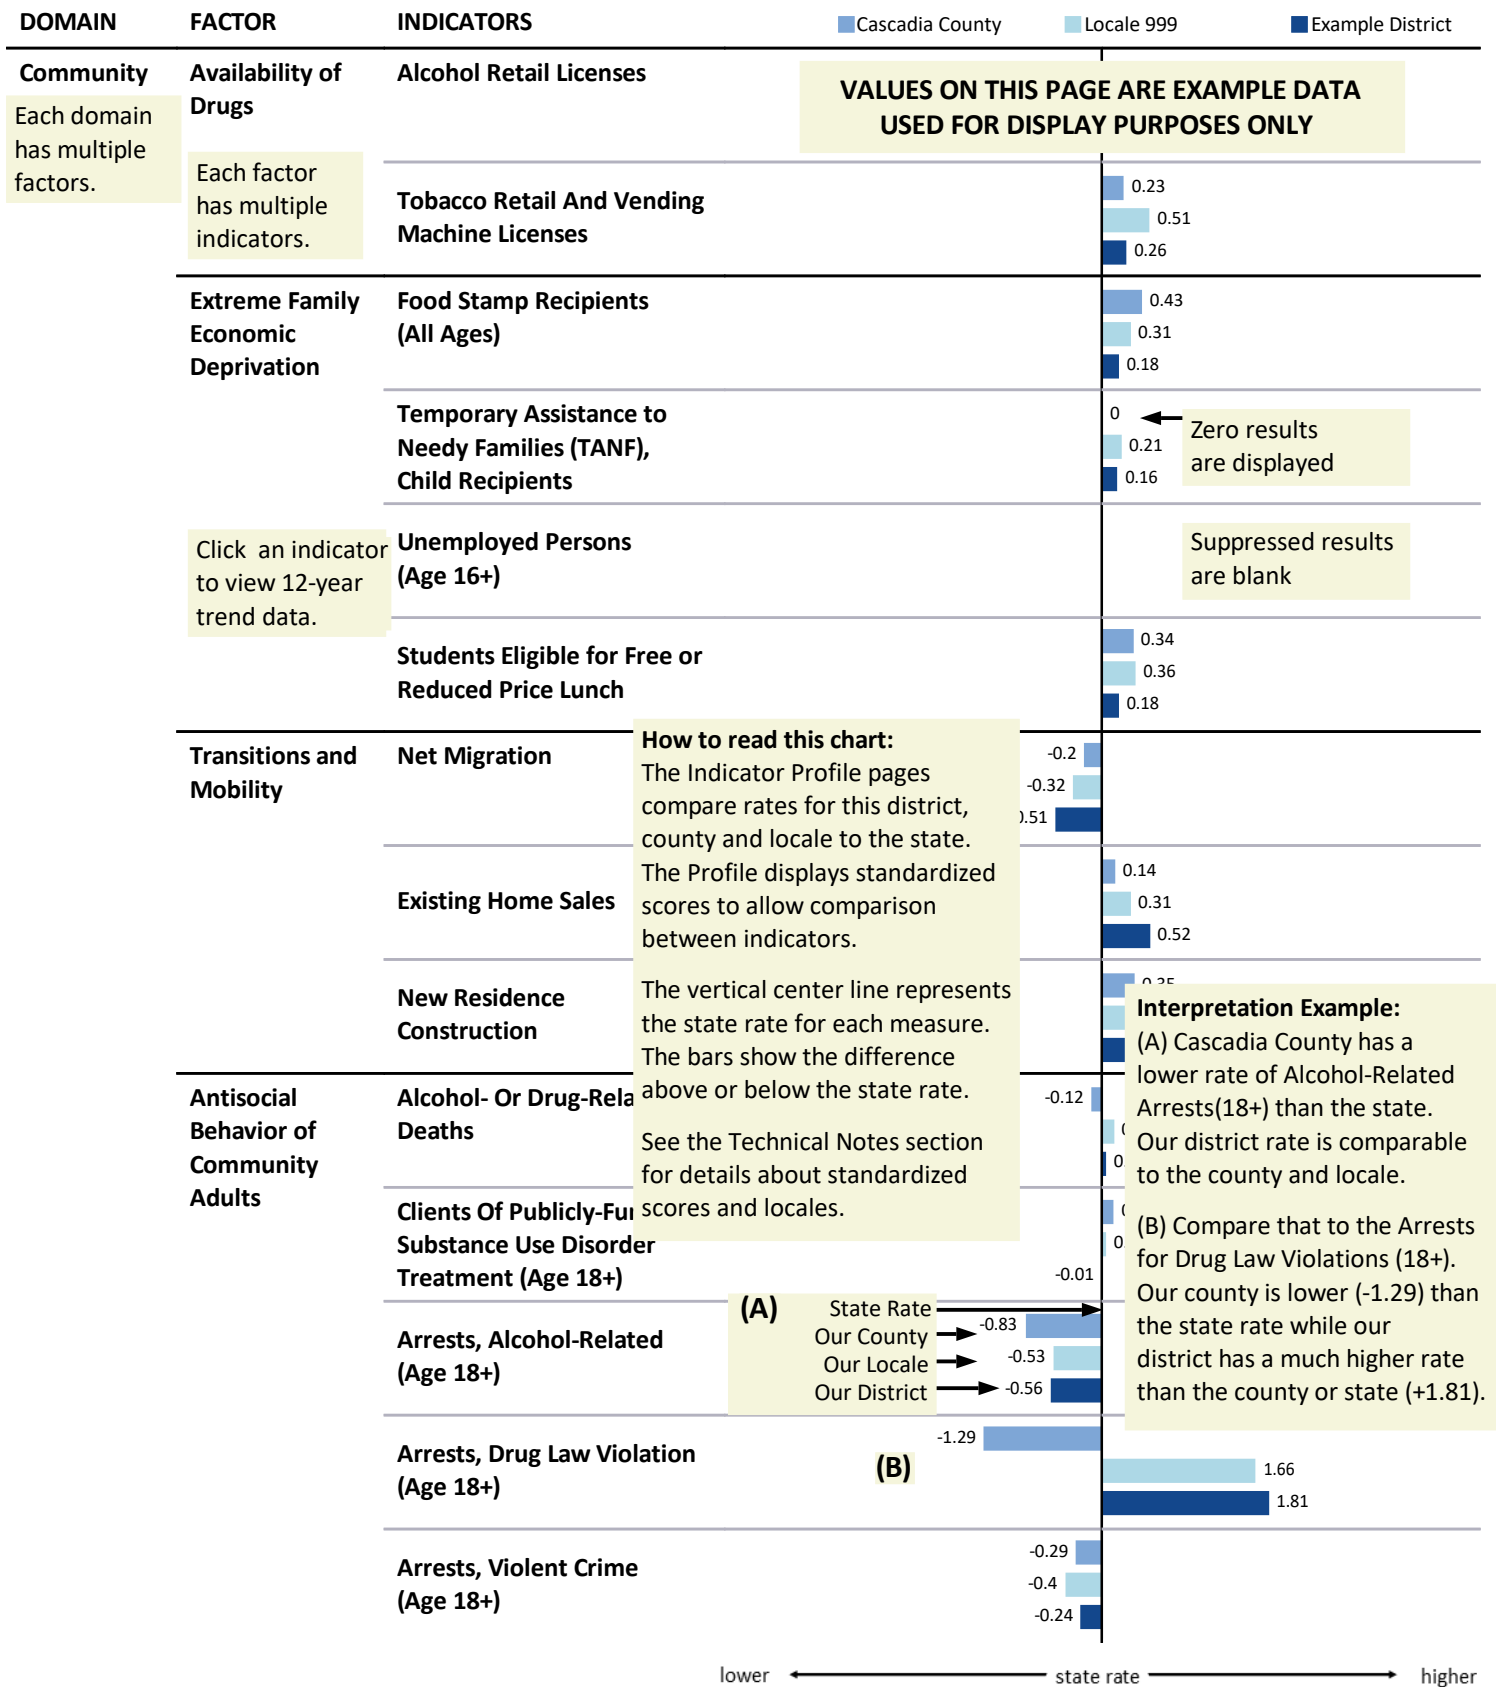 DOMAIN FACTOR INDICATORS Cascadia County Locale 999 Example District
Community
Each domain
has multiple
factors.
Availability of
Drugs
Each factor
has multiple
indicators.
Alcohol Retail Licenses
VALUES ON THIS PAGE ARE EXAMPLE DATA
USED FOR DISPLAY PURPOSES ONLY
Tobacco Retail And Vending
Machine Licenses
0.23
0.51
0.26
Extreme Family
Economic
Deprivation
Food Stamp Recipients
(All Ages)
0.43
0.31
0.18
Temporary Assistance to
Needy Families (TANF),
Child Recipients
0
0.21
0.16
Zero results
are displayed
Click an indicator
to view 12-year
trend data.
Unemployed Persons
(Age 16+)
Suppressed results
are blank
Students Eligible for Free or
Reduced Price Lunch
0.34
0.36
0.18
Transitions and
Mobility
Net Migration
-0.2
-0.32
.51
How to read this chart:
The Indicator Profile pages
compare rates for this district,
county and locale to the state.
The Profile displays standardized
scores to allow comparison
between indicators.
The vertical center line represents
the state rate for each measure.
The bars show the difference
above or below the state rate.
See the Technical Notes section
for details about standardized
scores and locales.
Existing Home Sales
0.14
0.31
0.52
New Residence
Construction
Interpretation Example:
(A) Cascadia County has a
lower rate of Alcohol-Related
Arrests(18+) than the state.
Our district rate is comparable
to the county and locale.
(B) Compare that to the Arrests
for Drug Law Violations (18+).
Our county is lower (-1.29) than
the state rate while our
district has a much higher rate
than the county or state (+1.81).
Antisocial
Behavior of
Community
Adults
Alcohol- Or Drug-Rela
Deaths
-0.12
Clients Of Publicly-Fu
Substance Use Disorder
Treatment (Age 18+)
-0.01
Arrests, Alcohol-Related
(Age 18+)
(A) State Rate
Our County -0.83
Our Locale -0.53
Our District -0.56
Arrests, Drug Law Violation
(Age 18+)
(B)
-1.29
1.66
1.81
Arrests, Violent Crime
(Age 18+)
-0.29
-0.4
-0.24
lower state rate higher